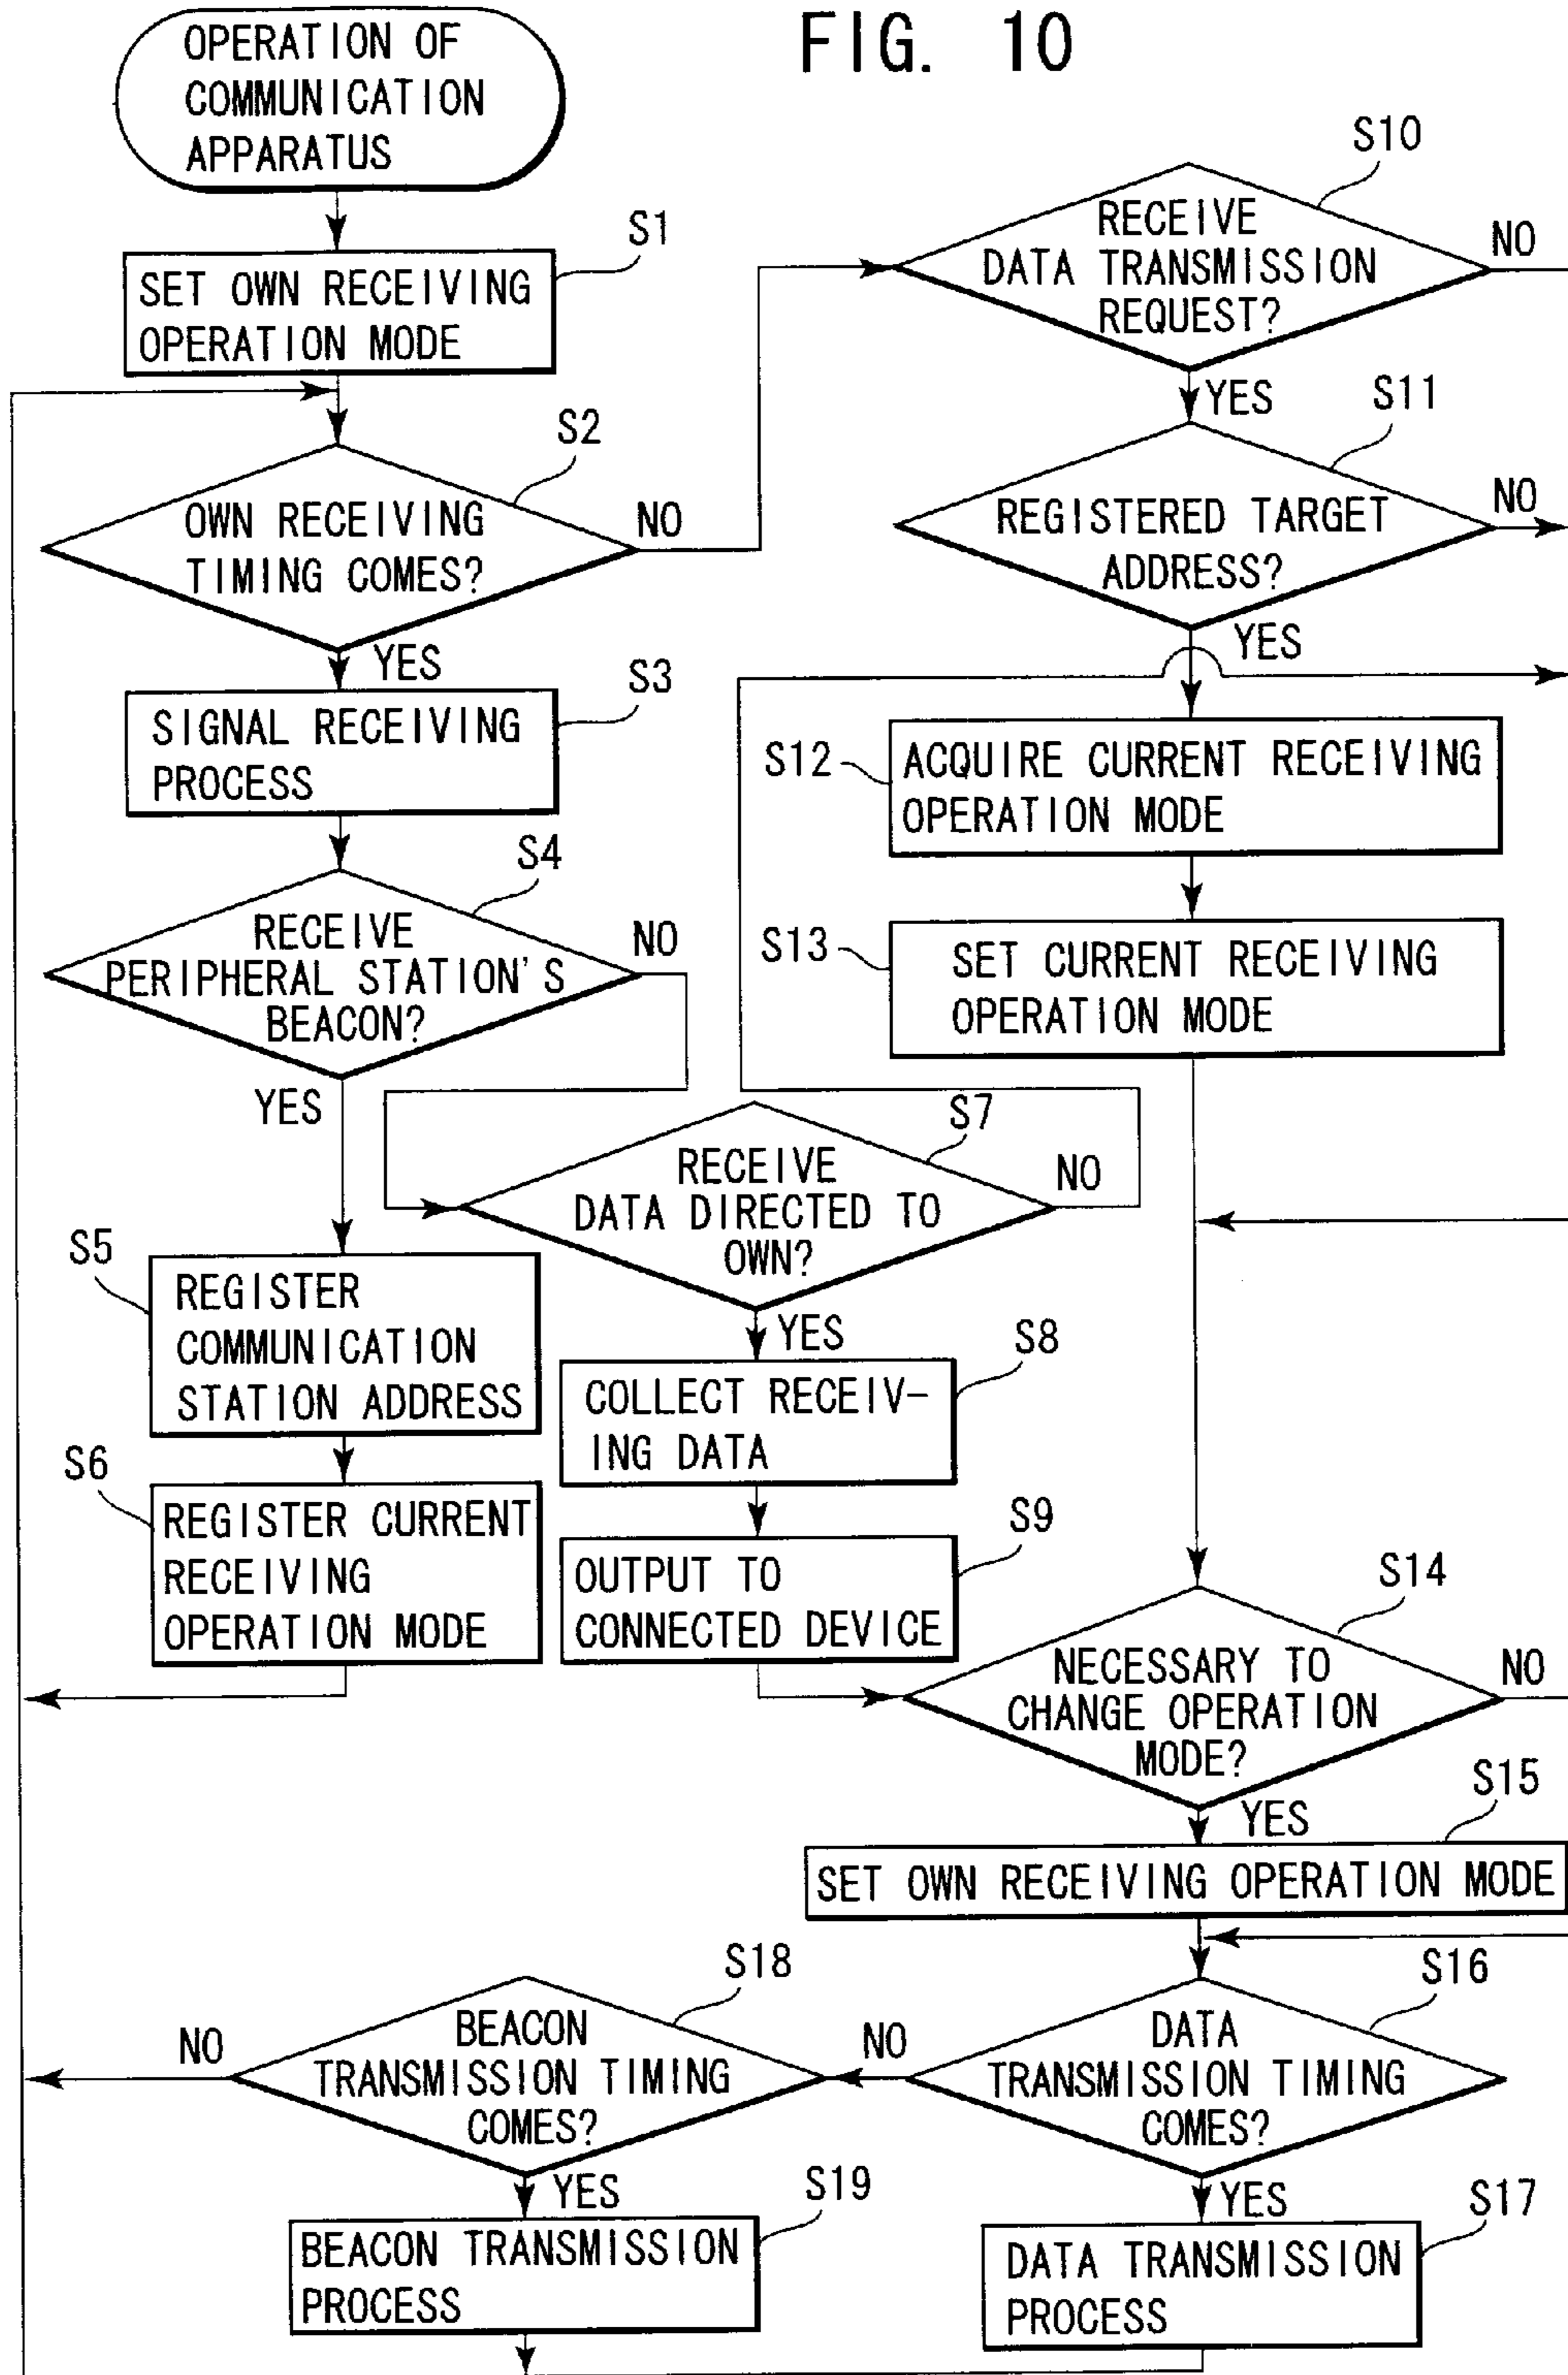 FIG. 10
OPERATION OF
COMMUNICATION
APPARATUS
S1
SET OWN RECEIVING
OPERATION MODE
S2
OWN RECEIVING
TIMING COMES?
NO
YES
S3
SIGNAL RECEIVING
PROCESS
S4
RECEIVE
PERIPHERAL STATION'S
BEACON?
NO
YES
S5
REGISTER
COMMUNICATION
STATION ADDRESS
S6
REGISTER CURRENT
RECEIVING
OPERATION MODE
S7
RECEIVE
DATA DIRECTED TO
OWN?
NO
YES
S8
COLLECT RECEIV-
ING DATA
S9
OUTPUT TO
CONNECTED DEVICE
S10
RECEIVE
DATA TRANSMISSION
REQUEST?
NO
YES
S11
REGISTERED TARGET
ADDRESS?
NO
YES
S12
ACQUIRE CURRENT RECEIVING
OPERATION MODE
S13
SET CURRENT RECEIVING
OPERATION MODE
S14
NECESSARY TO
CHANGE OPERATION
MODE?
NO
YES
S15
SET OWN RECEIVING OPERATION MODE
S16
DATA
TRANSMISSION TIMING
COMES?
NO
YES
S17
DATA TRANSMISSION
PROCESS
S18
BEACON
TRANSMISSION TIMING
COMES?
NO
YES
S19
BEACON TRANSMISSION
PROCESS